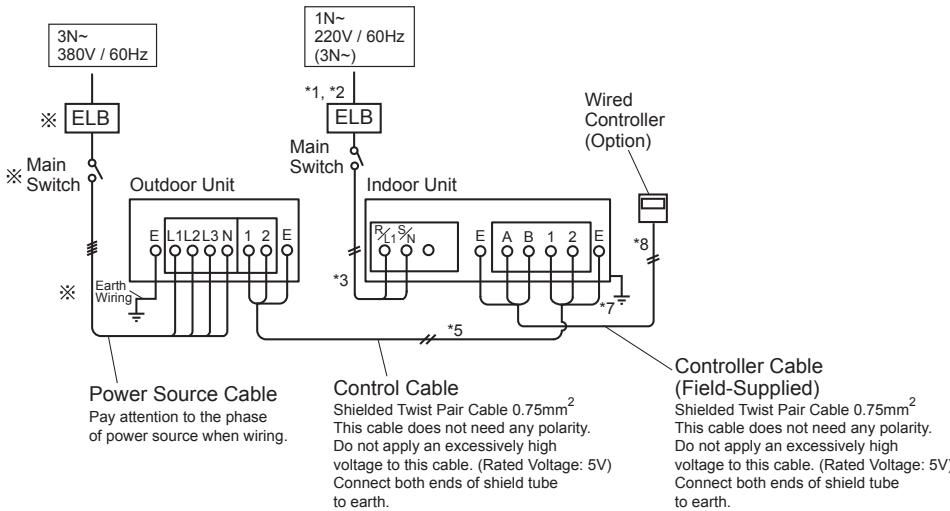 3N~
380V / 60Hz
1N~
220V / 60Hz
(3N~)
*1, *2
※ ELB
ELB
Wired
Controller
(Option)
※ Main
Switch
Main
Switch
Outdoor Unit
Indoor Unit
E L1 L2 L3 N 1 2 E
R/L1 S/N
E A B 1 2 E
*8
*3
※
Earth
Wiring
*7
*5
Power Source Cable
Pay attention to the phase
of power source when wiring.
Control Cable
Shielded Twist Pair Cable 0.75mm²
This cable does not need any polarity.
Do not apply an excessively high
voltage to this cable. (Rated Voltage: 5V)
Connect both ends of shield tube
to earth.
Controller Cable
(Field-Supplied)
Shielded Twist Pair Cable 0.75mm²
This cable does not need any polarity.
Do not apply an excessively high
voltage to this cable. (Rated Voltage: 5V)
Connect both ends of shield tube
to earth.